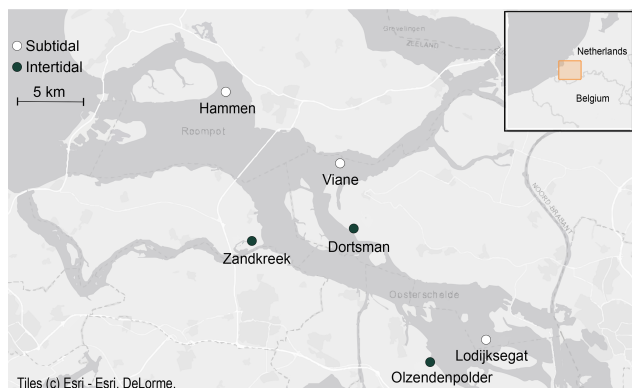 Grevelingen
ZEELAND
Subtidal
Intertidal
5 km
Netherlands
Belgium
Hammen
Roompot
Viane
NOORD-BRABANT
Dortsman
Zandkreek
Oosterschelde
Lodijksegat
Olzendenpolder
Tiles (c) Esri - Esri, DeLorme,